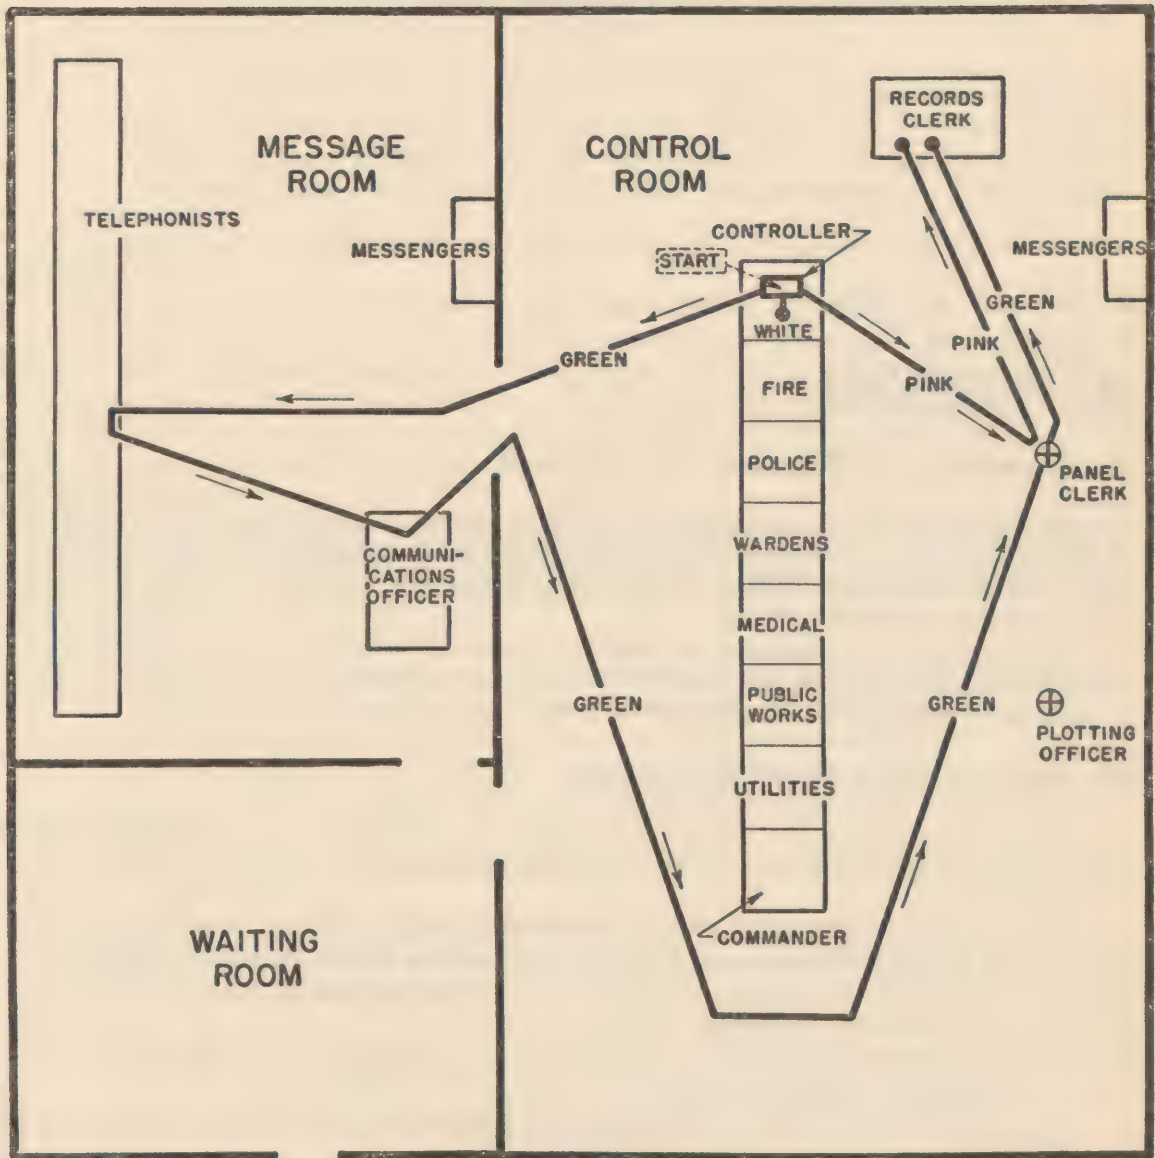 MESSAGE
ROOM
CONTROL
ROOM
RECORDS
CLERK
TELEPHONISTS
MESSENGERS
CONTROLLER
START
MESSENGERS
WHITE
GREEN
PINK
PINK
GREEN
FIRE
POLICE
PANEL
CLERK
WARDENS
COMMUNI-
CATIONS
OFFICER
MEDICAL
GREEN
PUBLIC
WORKS
GREEN
PLOTTING
OFFICER
UTILITIES
COMMANDER
WAITING
ROOM